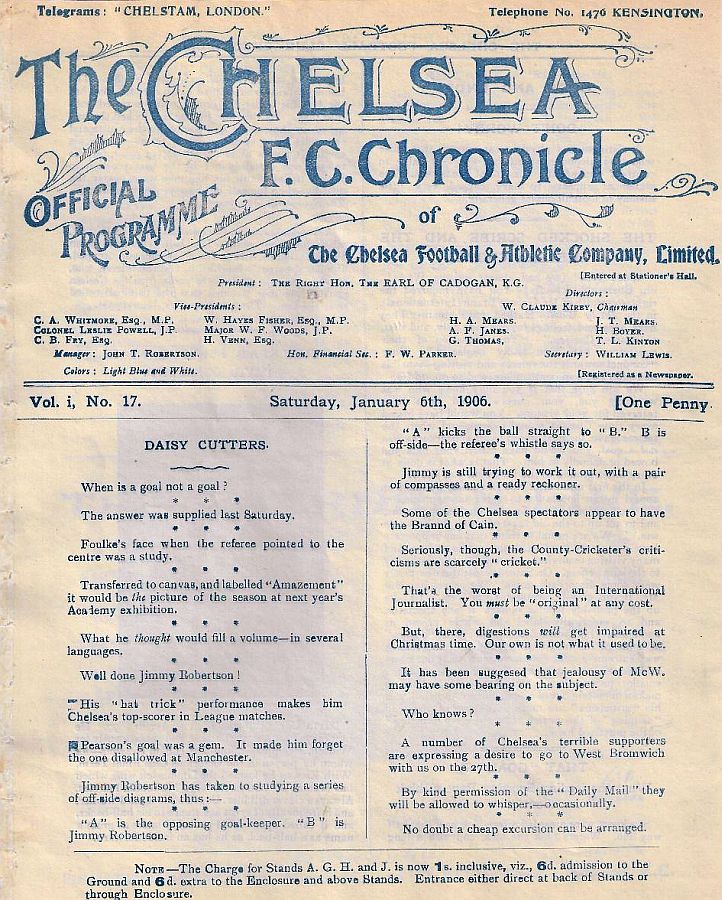 Telegrams: "CHELSTAM, LONDON."
Telephone No. 1476 KENSINGTON.
The CHELSEA
F.C. Chronicle
OFFICIAL
PROGRAMME
of
The Chelsea Football & Athletic Company, Limited.
[Entered at Stationer's Hall.
President: THE RIGHT HON. THE EARL OF CADOGAN, K.G.
Vice-Presidents:
C. A. WHITMORE, ESQ., M.P.
COLONEL LESLIE POWELL, J.P.
C. B. FRY, ESQ.
W. HAYES FISHER, ESQ., M.P.
MAJOR W. F. WOODS, J.P.
H. VENN, ESQ.
Directors:
W. CLAUDE KIRBY, Chairman
H. A. MEARS.
A. F. JANES.
G. THOMAS,
J. T. MEARS.
H. BOYER.
T. L. KINTON
Manager: JOHN T. ROBERTSON.
Hon. Financial Sec.: F. W. PARKER.
Secretary: WILLIAM LEWIS.
Colors: Light Blue and White.
[Registered as a Newspaper.
Vol. i, No. 17.
Saturday, January 6th, 1906.
[One Penny.
DAISY CUTTERS.
When is a goal not a goal?
* * *
The answer was supplied last Saturday.
* * *
Foulke's face when the referee pointed to the
centre was a study.
* * *
Transferred to canvas, and labelled "Amazement"
it would be the picture of the season at next year's
Academy exhibition.
* * *
What he thought would fill a volume—in several
languages.
* * *
Well done Jimmy Robertson!
* * *
His "hat trick" performance makes him
Chelsea's top-scorer in League matches.
* * *
Pearson's goal was a gem. It made him forget
the one disallowed at Manchester.
* * *
Jimmy Robertson has taken to studying a series
of off-side diagrams, thus:—
* * *
"A" is the opposing goal-keeper. "B" is
Jimmy Robertson.
"A" kicks the ball straight to "B." B is
off-side—the referee's whistle says so.
* * *
Jimmy is still trying to work it out, with a pair
of compasses and a ready reckoner.
* * *
Some of the Chelsea spectators appear to have
the Brannd of Cain.
* * *
Seriously, though, the County-Cricketer's criti-
cisms are scarcely "cricket."
* * *
That's the worst of being an International
Journalist. You must be "original" at any cost.
* * *
But, there, digestions will get impaired at
Christmas time. Our own is not what it used to be.
* * *
It has been suggesed that jealousy of McW.
may have some bearing on the subject.
* * *
Who knows?
* * *
A number of Chelsea's terrible supporters
are expressing a desire to go to West Bromwich
with us on the 27th.
* * *
By kind permission of the "Daily Mail" they
will be allowed to whisper,—occasionally.
* * *
No doubt a cheap excursion can be arranged.
NOTE—The Charge for Stands A. G. H. and J. is now 1s. inclusive, viz., 6d. admission to the
Ground and 6d. extra to the Enclosure and above Stands. Entrance either direct at back of Stands or
through Enclosure.